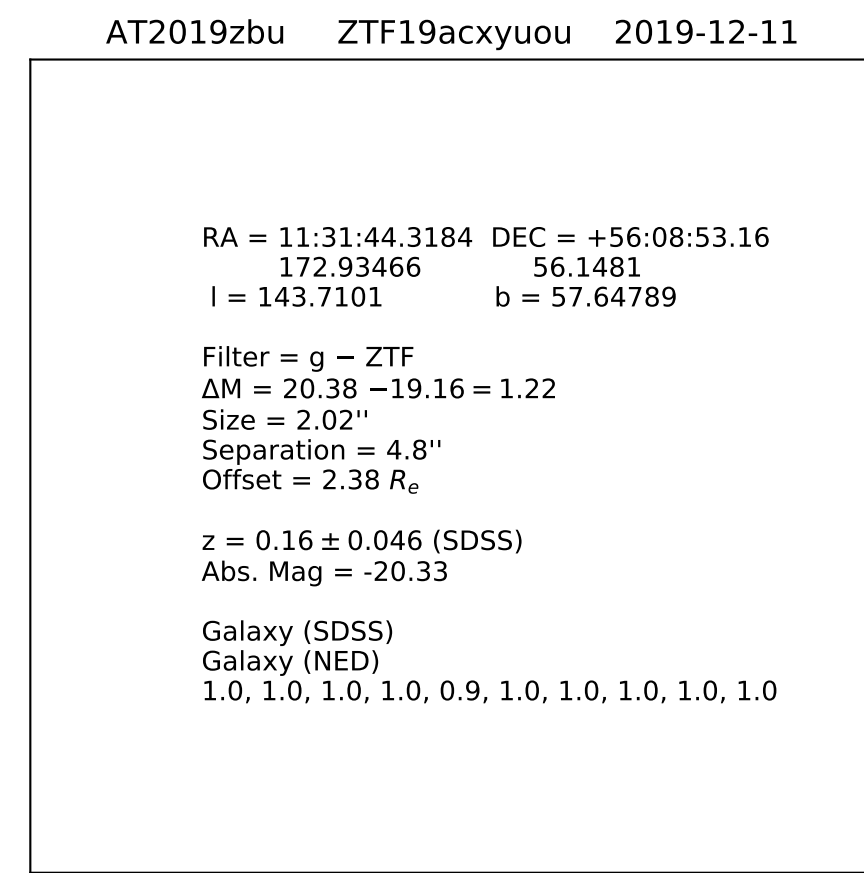 AT2019zbu ZTF19acxyuou 2019-12-11
RA = 11:31:44.3184 DEC = +56:08:53.16
172.93466 56.1481
l = 143.7101 b = 57.64789
Filter = g − ZTF
ΔM = 20.38 −19.16 = 1.22
Size = 2.02''
Separation = 4.8''
Offset = 2.38 Rₑ
z = 0.16 ± 0.046 (SDSS)
Abs. Mag = -20.33
Galaxy (SDSS)
Galaxy (NED)
1.0, 1.0, 1.0, 1.0, 0.9, 1.0, 1.0, 1.0, 1.0, 1.0